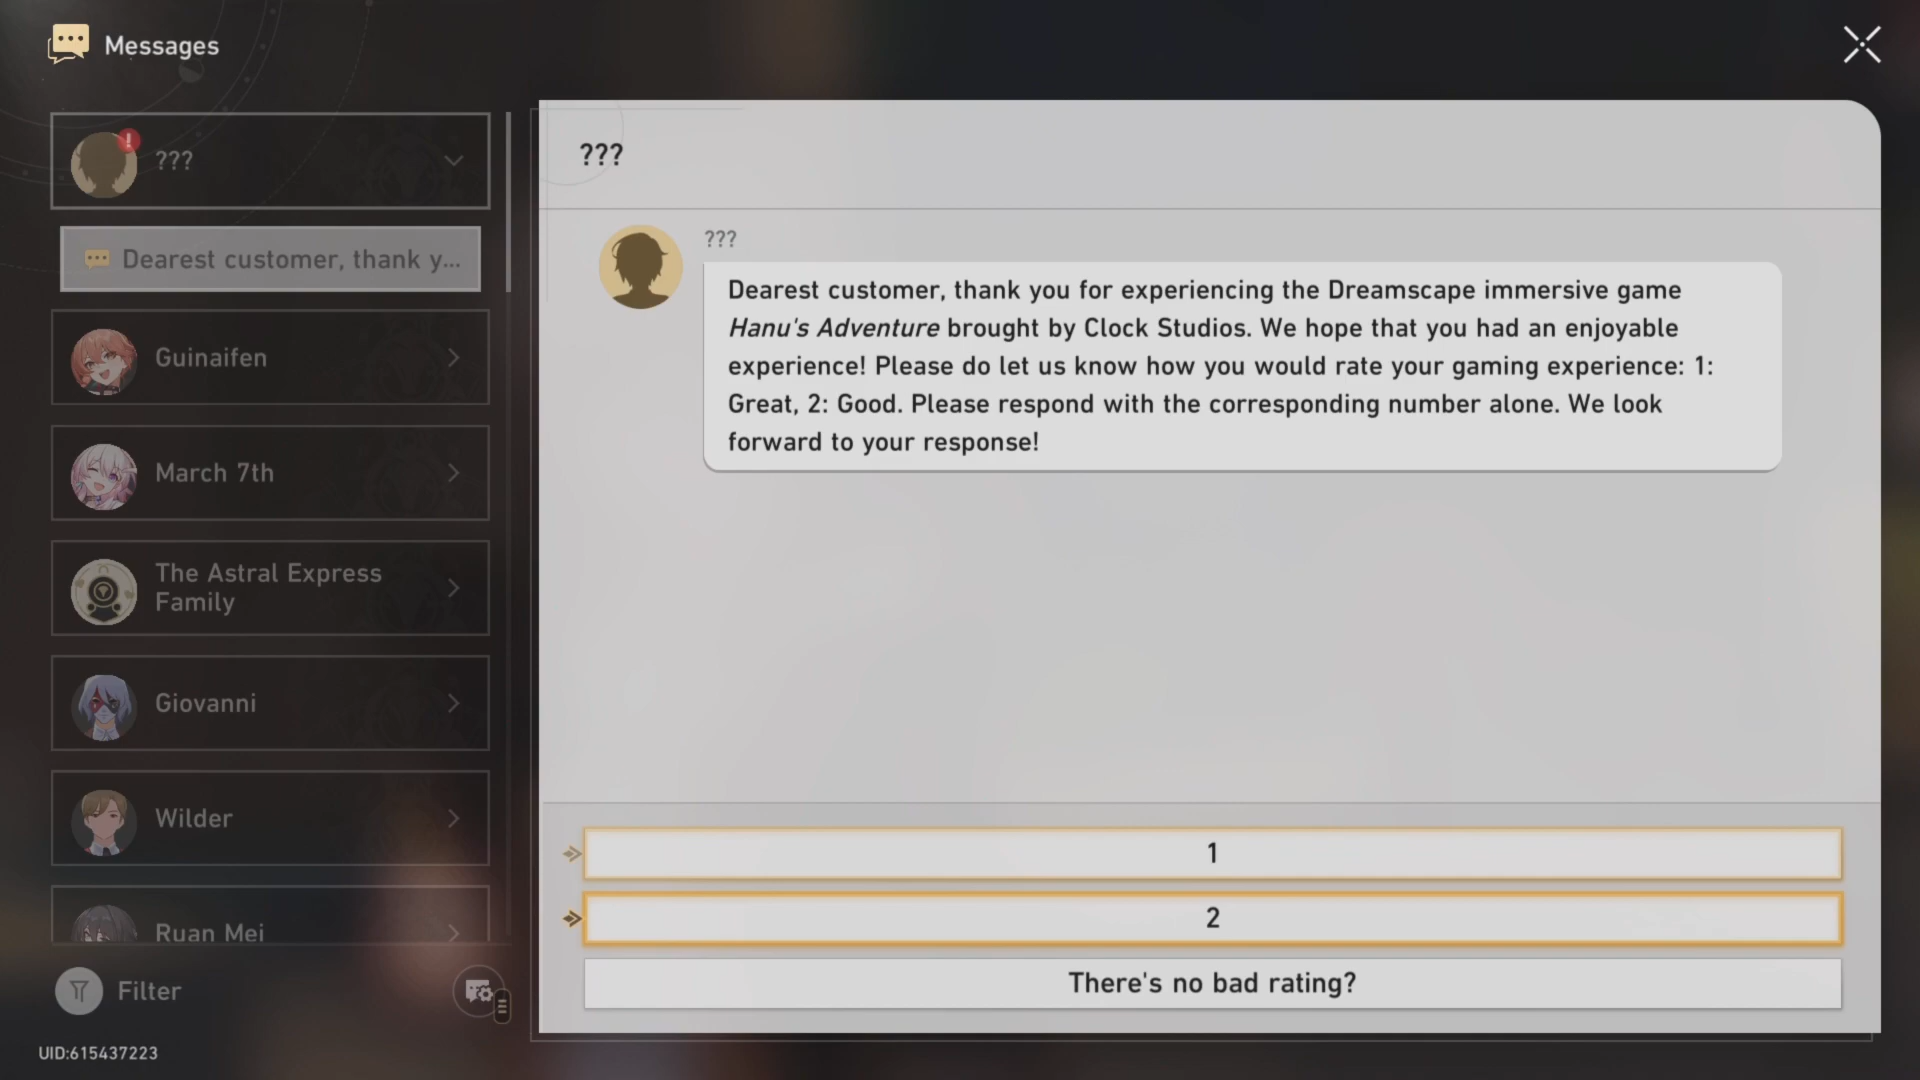 Messages
???
Dearest customer, thank y...
Guinaifen
March 7th
The Astral Express
Family
Giovanni
Wilder
Ruan Mei
Filter
UID:615437223
???
???
Dearest customer, thank you for experiencing the Dreamscape immersive game
Hanu's Adventure brought by Clock Studios. We hope that you had an enjoyable
experience! Please do let us know how you would rate your gaming experience: 1:
Great, 2: Good. Please respond with the corresponding number alone. We look
forward to your response!
1
2
There's no bad rating?